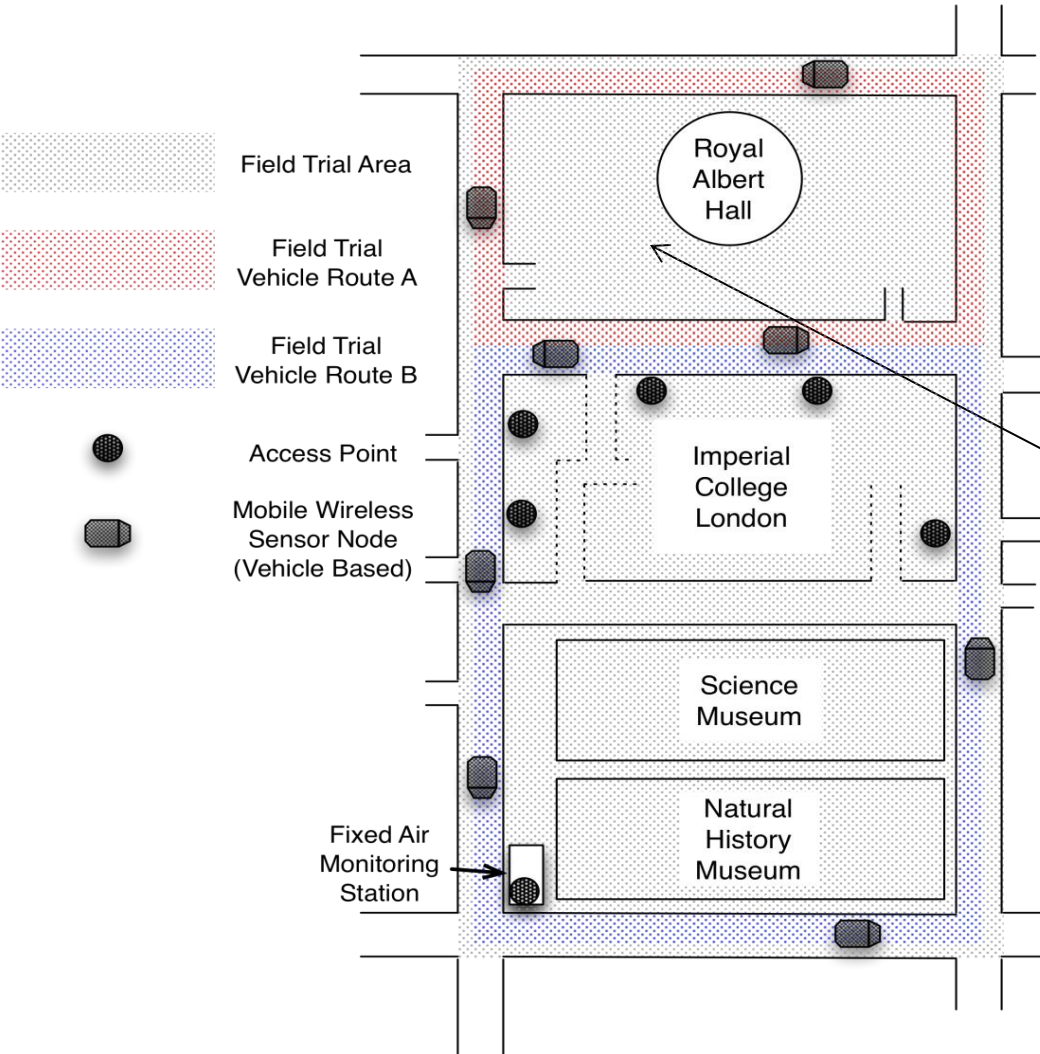 Field Trial Area
Field Trial
Vehicle Route A
Field Trial
Vehicle Route B
Access Point
Mobile Wireless
Sensor Node
(Vehicle Based)
Royal
Albert
Hall
Imperial
College
London
Science
Museum
Natural
History
Museum
Fixed Air
Monitoring
Station